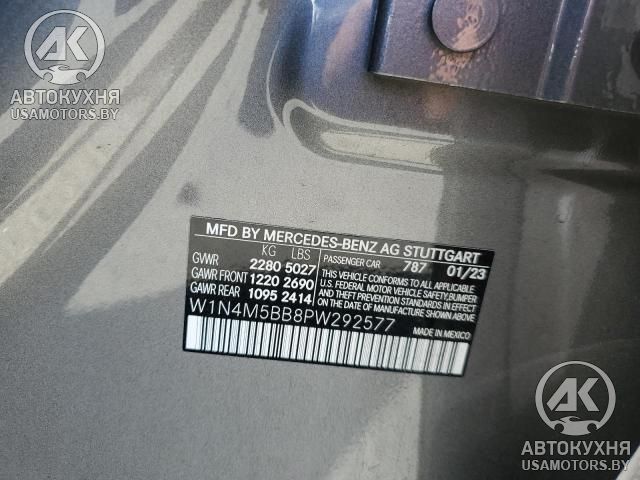 AK
АВТОКУХНЯ
USAMOTORS.BY
MFD BY MERCEDES-BENZ AG STUTTGART
KG LBS
GVWR 2280 5027
GAWR FRONT 1220 2690
GAWR REAR 1095 2414
PASSENGER CAR 787 01/23
THIS VEHICLE CONFORMS TO ALL APPLICABLE
U.S. FEDERAL MOTOR VEHICLE SAFETY, BUMPER,
AND THEFT PREVENTION STANDARDS IN EFFECT
ON THE DATE OF MANUFACTURE SHOWN ABOVE
W1N4M5BB8PW292577
MADE IN MEXICO
AK
АВТОКУХНЯ
USAMOTORS.BY